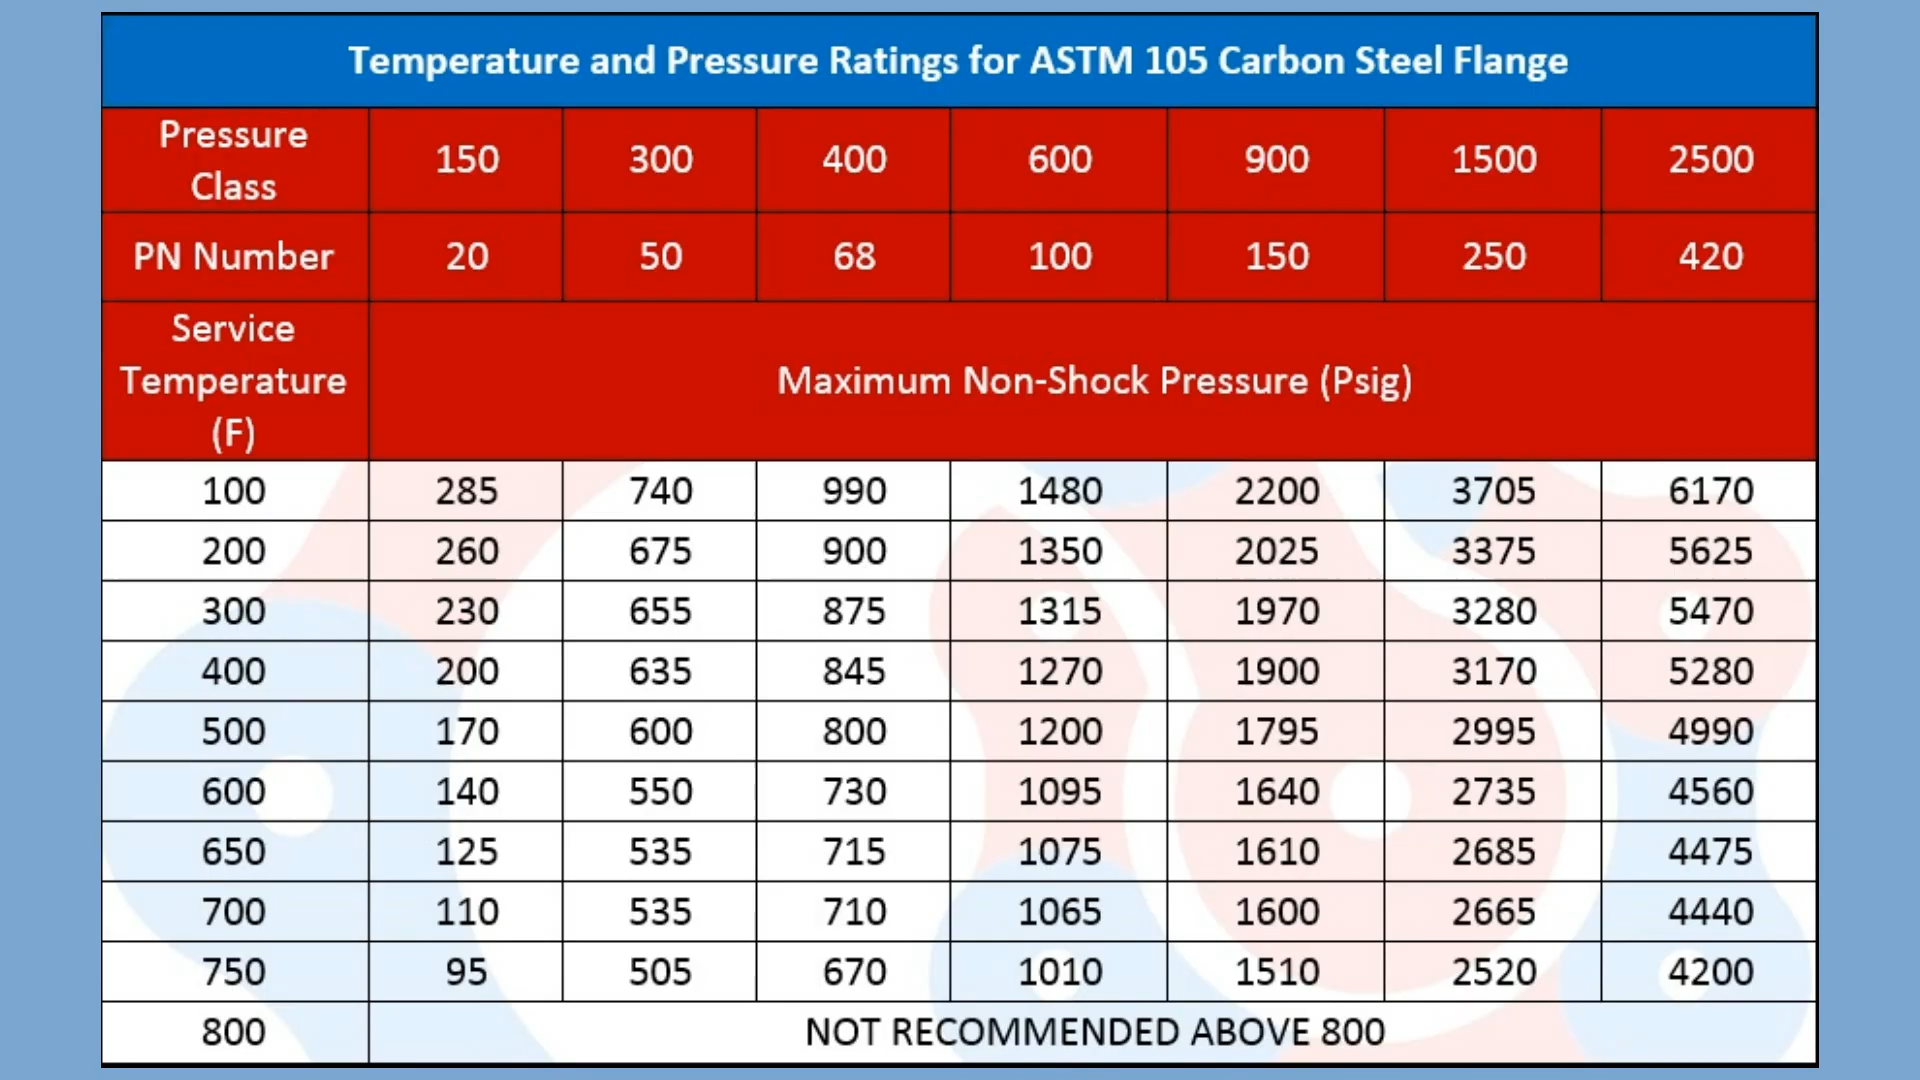 Temperature and Pressure Ratings for ASTM 105 Carbon Steel Flange
Pressure Class 150 300 400 600 900 1500 2500
PN Number 20 50 68 100 150 250 420
Service Temperature (F) Maximum Non-Shock Pressure (Psig)
100 285 740 990 1480 2200 3705 6170
200 260 675 900 1350 2025 3375 5625
300 230 655 875 1315 1970 3280 5470
400 200 635 845 1270 1900 3170 5280
500 170 600 800 1200 1795 2995 4990
600 140 550 730 1095 1640 2735 4560
650 125 535 715 1075 1610 2685 4475
700 110 535 710 1065 1600 2665 4440
750 95 505 670 1010 1510 2520 4200
800 NOT RECOMMENDED ABOVE 800